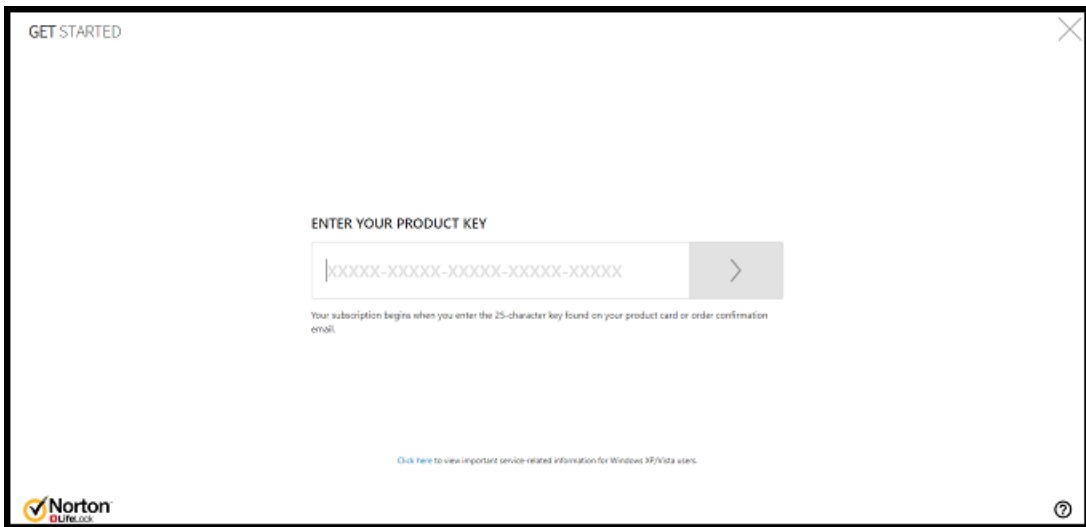 GET STARTED
ENTER YOUR PRODUCT KEY
XXXXX-XXXXX-XXXXX-XXXXX-XXXXX
Your subscription begins when you enter the 25-character key found on your product card or order confirmation
email.
Click here to view important service-related information for Windows XP/Vista users.
Norton
LifeLock